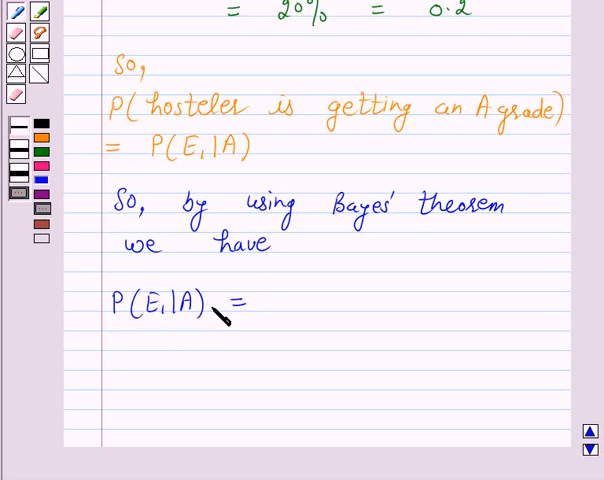 = 20% = 0.2
So,
P(hosteler is getting an A grade)
= P(E₁|A)
So, by using Bayes' theorem
we have
P(E₁|A) =